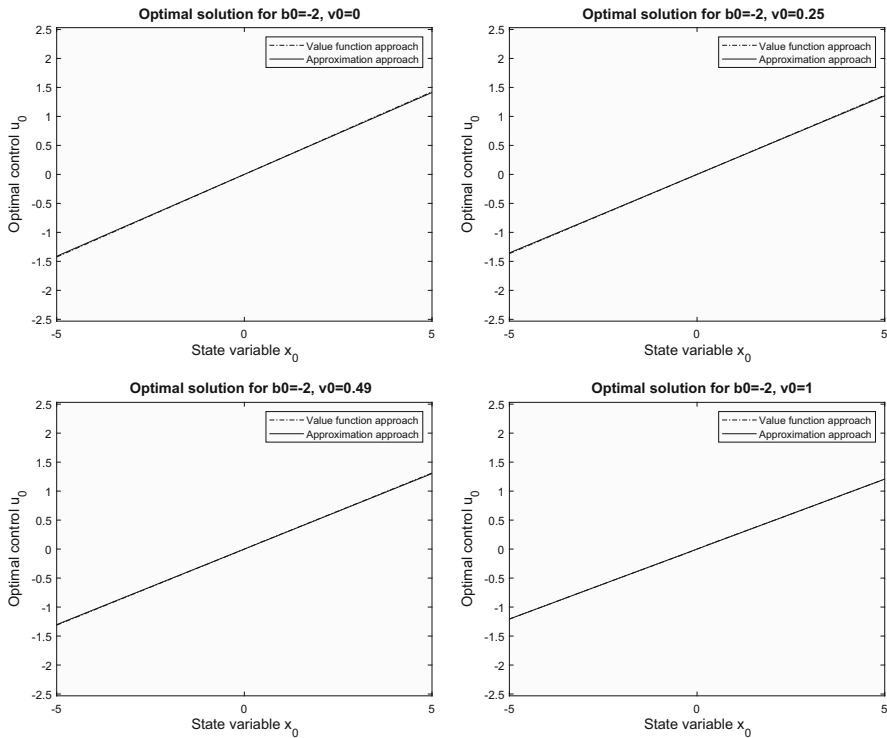 Optimal solution for b0=-2, v0=0
2.5
2
1.5
1
0.5
0
-0.5
-1
-1.5
-2
-2.5
Optimal control u0
Value function approach
Approximation approach
-5
0
5
State variable x0
Optimal solution for b0=-2, v0=0.25
2.5
2
1.5
1
0.5
0
-0.5
-1
-1.5
-2
-2.5
Optimal control u0
Value function approach
Approximation approach
-5
0
5
State variable x0
Optimal solution for b0=-2, v0=0.49
2.5
2
1.5
1
0.5
0
-0.5
-1
-1.5
-2
-2.5
Optimal control u0
Value function approach
Approximation approach
-5
0
5
State variable x0
Optimal solution for b0=-2, v0=1
2.5
2
1.5
1
0.5
0
-0.5
-1
-1.5
-2
-2.5
Optimal control u0
Value function approach
Approximation approach
-5
0
5
State variable x0